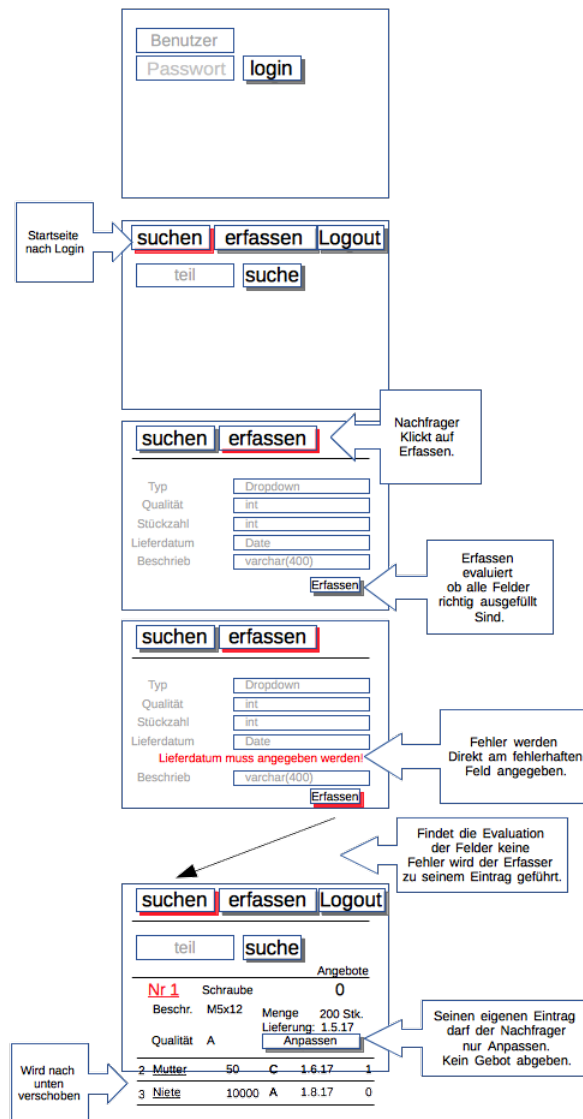 Benutzer
Passwort login
Startseite
nach Login
suchen erfassen Logout
teil suche
Nachfrager
Klickt auf
Erfassen.
suchen erfassen
Typ Dropdown
Qualität int
Stückzahl int
Lieferdatum Date
Beschrieb varchar(400)
Erfassen
Erfassen
evaluiert
ob alle Felder
richtig ausgefüllt
Sind.
suchen erfassen
Typ Dropdown
Qualität int
Stückzahl int
Lieferdatum Date
Lieferdatum muss angegeben werden!
Beschrieb varchar(400)
Erfassen
Fehler werden
Direkt am fehlerhaften
Feld angegeben.
Findet die Evaluation
der Felder keine
Fehler wird der Erfasser
zu seinem Eintrag geführt.
suchen erfassen Logout
teil suche
Angebote
Nr 1 Schraube 0
Beschr. M5x12 Menge 200 Stk.
Lieferung: 1.5.17
Qualität A Anpassen
Seinen eigenen Eintrag
darf der Nachfrager
nur Anpassen.
Kein Gebot abgeben.
Wird nach
unten
verschoben
2 Mutter 50 C 1.6.17 1
3 Niete 10000 A 1.8.17 0